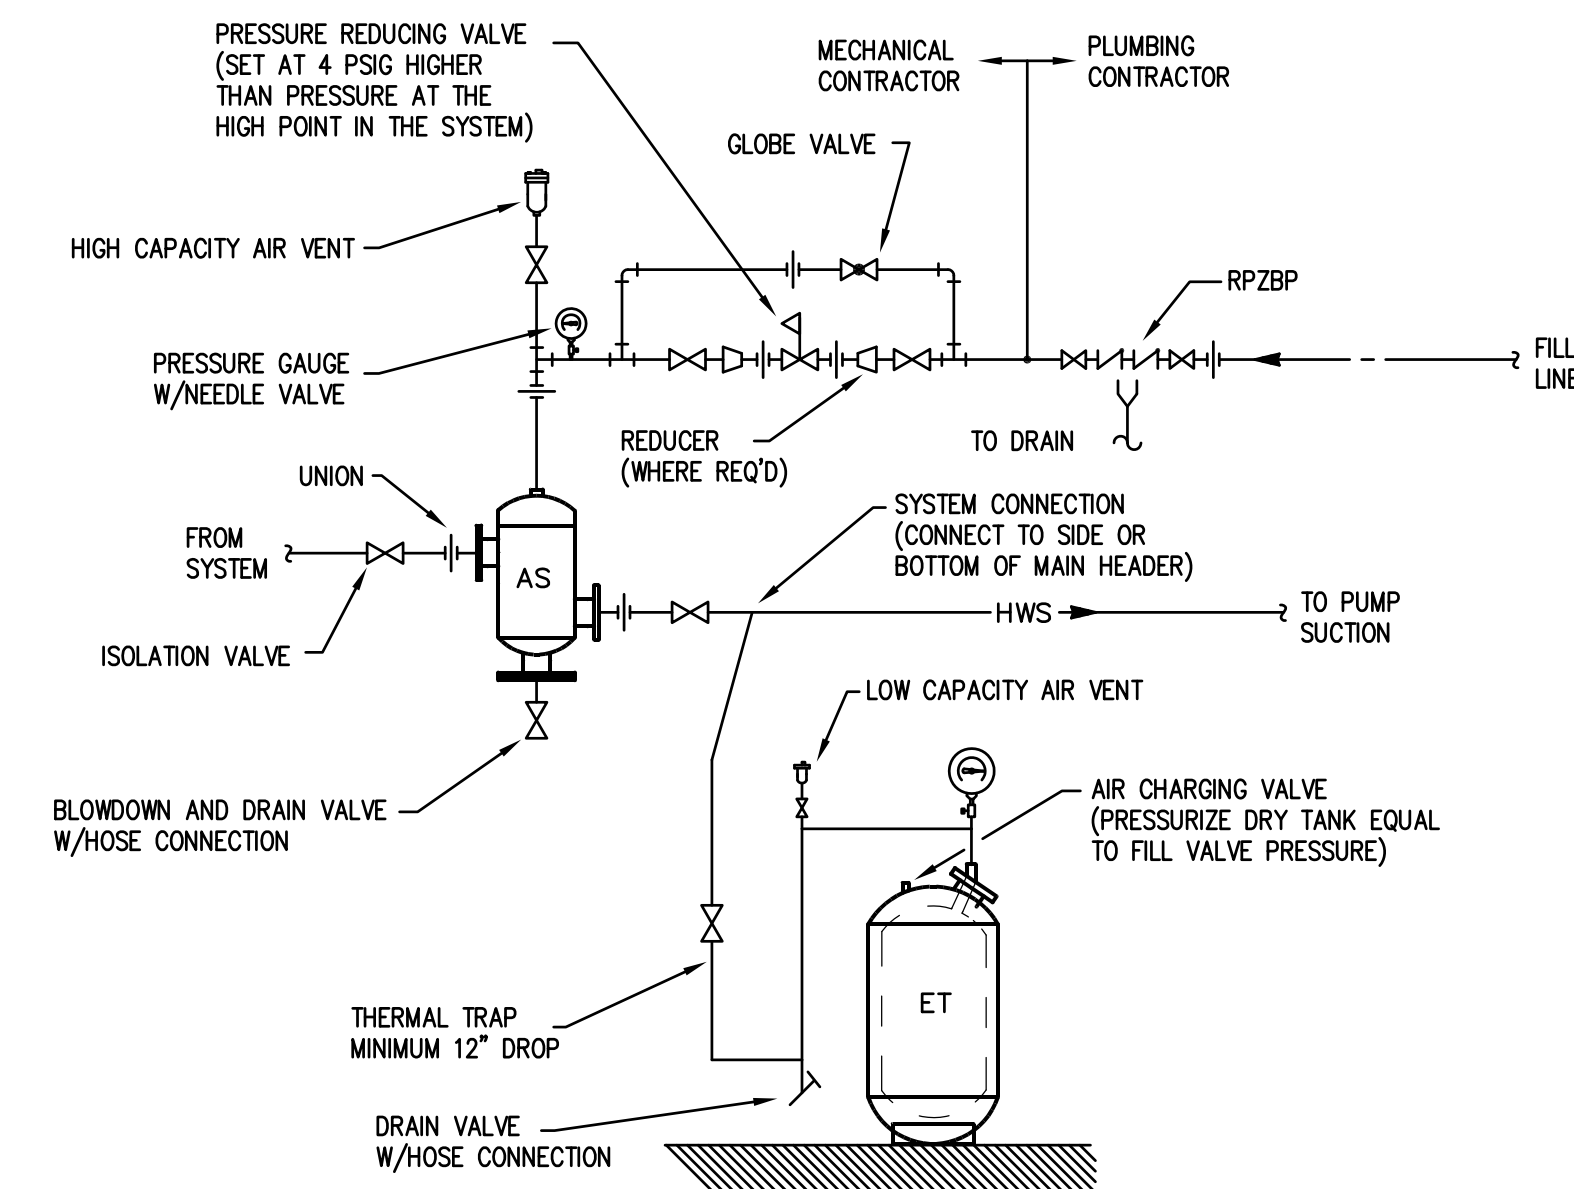 PRESSURE REDUCING VALVE
(SET AT 4 PSIG HIGHER
THAN PRESSURE AT THE
HIGH POINT IN THE SYSTEM)
MECHANICAL
CONTRACTOR
PLUMBING
CONTRACTOR
GLOBE VALVE
HIGH CAPACITY AIR VENT
RPZBP
PRESSURE GAUGE
W/NEEDLE VALVE
FILL
LINE
REDUCER
(WHERE REQ'D)
TO DRAIN
UNION
SYSTEM CONNECTION
(CONNECT TO SIDE OR
BOTTOM OF MAIN HEADER)
FROM
SYSTEM
AS
HWS
TO PUMP
SUCTION
ISOLATION VALVE
LOW CAPACITY AIR VENT
BLOWDOWN AND DRAIN VALVE
W/HOSE CONNECTION
AIR CHARGING VALVE
(PRESSURIZE DRY TANK EQUAL
TO FILL VALVE PRESSURE)
ET
THERMAL TRAP
MINIMUM 12" DROP
DRAIN VALVE
W/HOSE CONNECTION